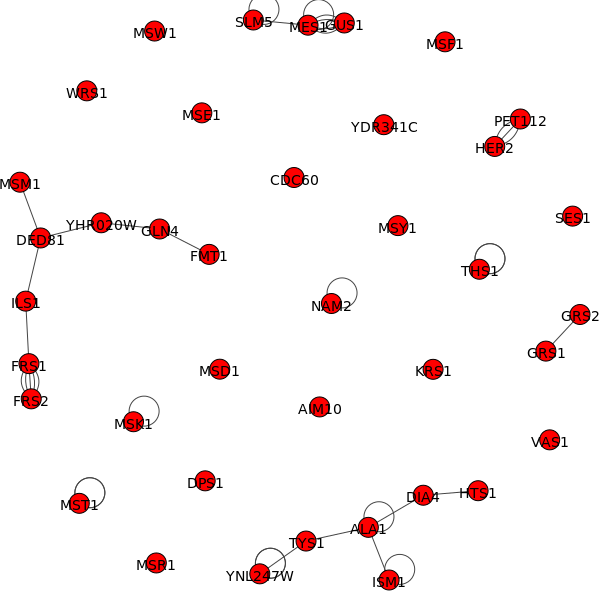 SLM5
MES1
GUS1
MSW1
MSF1
WRS1
MSE1
PET112
YDR341C
HER2
CDC60
MSM1
SES1
YHR020W
MSY1
GLN4
DED81
FMT1
THS1
ILS1
NAM2
GRS2
GRS1
FRS1
MSD1
KRS1
FRS2
AIM10
MSK1
VAS1
DPS1
HTS1
DIA4
MST1
ALA1
TYS1
MSR1
YNL247W
ISM1